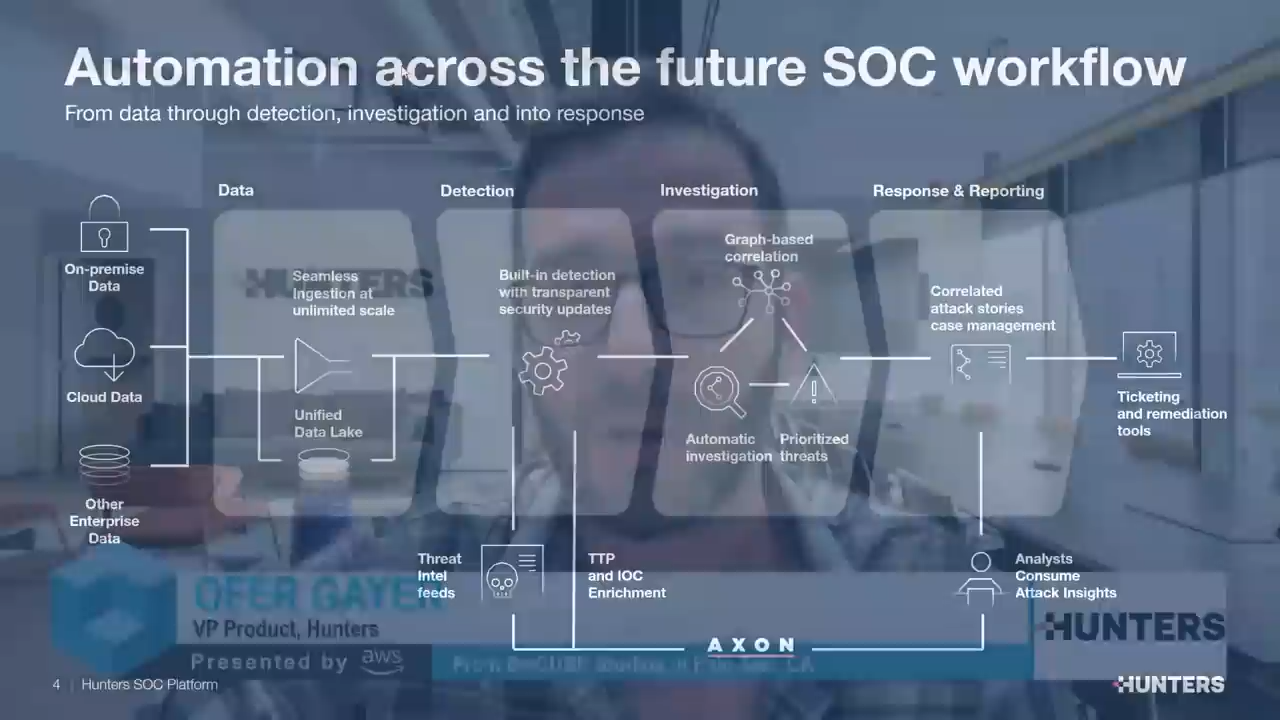 Automation across the future SOC workflow
From data through detection, investigation and into response
Data
Detection
Investigation
Response & Reporting
On-premise
Data
Cloud Data
Other
Enterprise
Data
HUNTERS
Seamless
Ingestion at
unlimited scale
Unified
Data Lake
Built-in detection
with transparent
security updates
Graph-based
correlation
Automatic
investigation
Prioritized
threats
Correlated
attack stories
case management
Ticketing
and remediation
tools
Threat
Intel
feeds
TTP
and IOC
Enrichment
Analysts
Consume
Attack Insights
AXON
OFER GAYER
VP Product, Hunters
Presented by aws
HUNTERS
4 | Hunters SOC Platform
HUNTERS